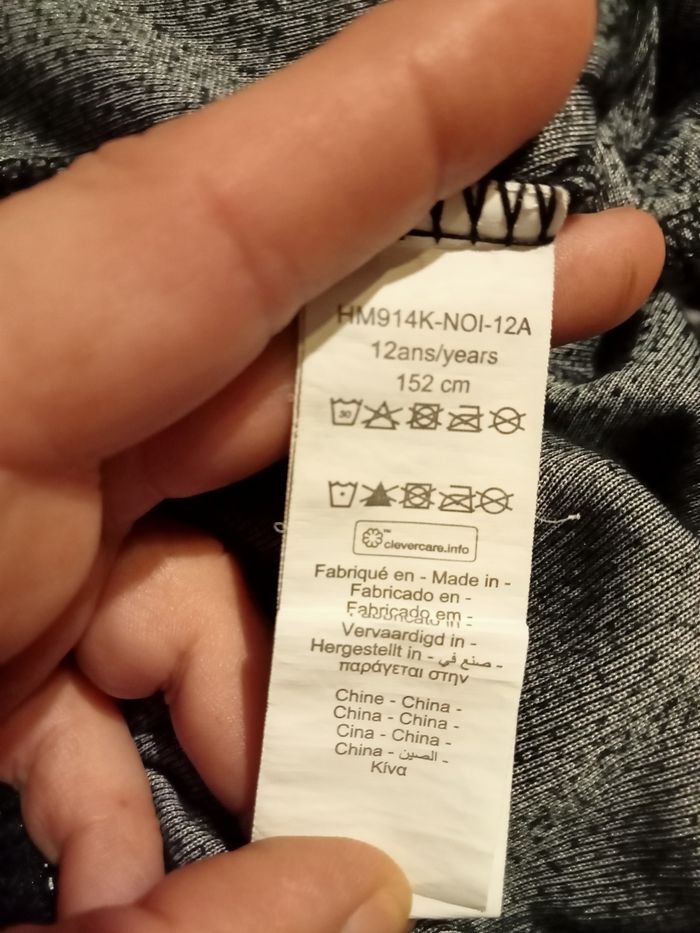 HM914K-NOI-12A
12ans/years
152 cm
30
clevercare.info
Fabriqué en - Made in -
Fabricado en -
Fabricado em -
Vervaardigd in -
Hergestellt in - صنع في -
παράγεται στην
Chine - China -
China - China -
Cina - China -
China - الصين -
Κίνα